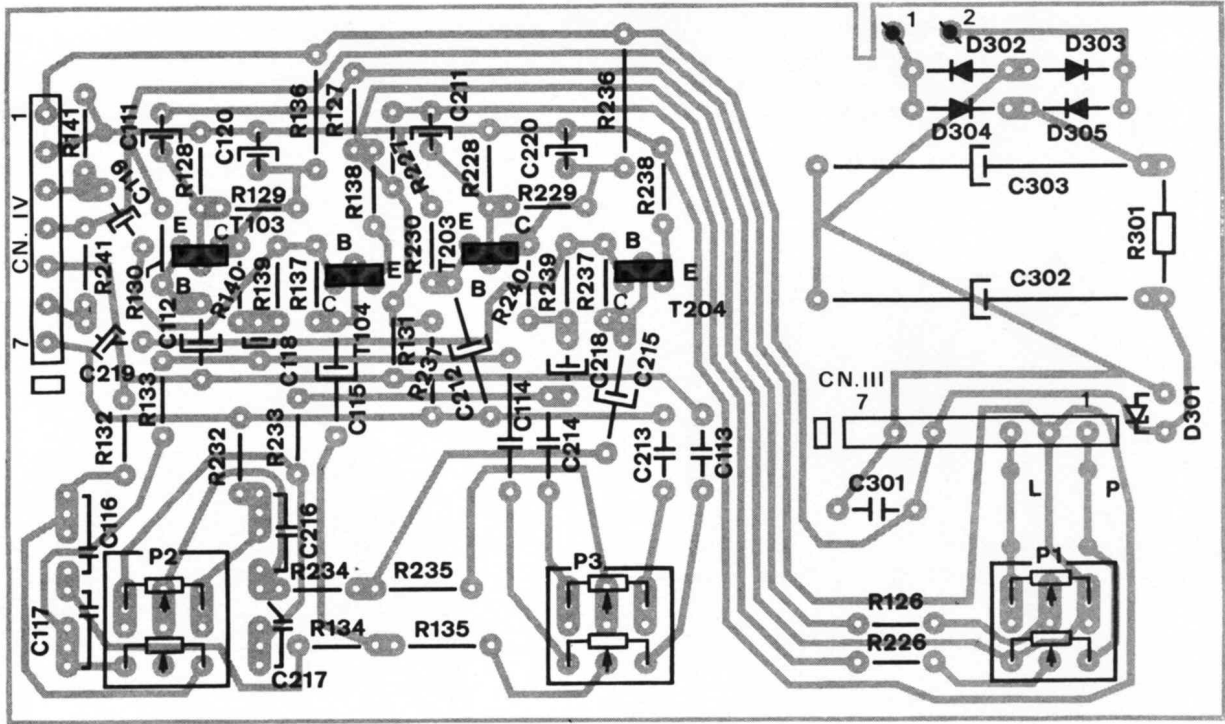 1
2
D302
D303
D304
D305
C303
R301
C302
D301
CN. III
7
1
C301
L
P
P1
R126
R226
1
CN. IV
7
R141
C111
C119
R128
C120
R136
R127
C211
R221
R228
C220
R236
R238
R129
R138
R229
E
C
T103
B
R241
R130
R140
R139
R137
B
E
C
T104
R230
T203
E
C
B
R240
R239
R237
B
E
C
T204
C112
C118
R131
R237
C212
C218
C215
C219
R133
R132
R232
R233
C115
C114
C214
C213
C113
C116
C216
P2
R234
R235
P3
C117
R134
R135
C217